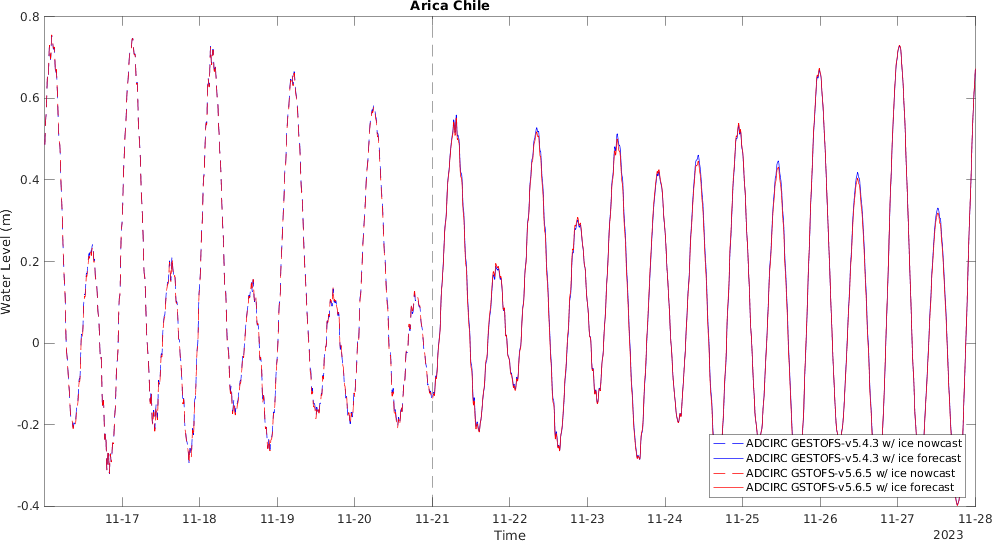 Arica Chile
Water Level (m)
0.8
0.6
0.4
0.2
0
-0.2
-0.4
11-17 11-18 11-19 11-20 11-21 11-22 11-23 11-24 11-25 11-26 11-27 11-28
Time
2023
ADCIRC GESTOFS-v5.4.3 w/ ice nowcast
ADCIRC GESTOFS-v5.4.3 w/ ice forecast
ADCIRC GSTOFS-v5.6.5 w/ ice nowcast
ADCIRC GSTOFS-v5.6.5 w/ ice forecast